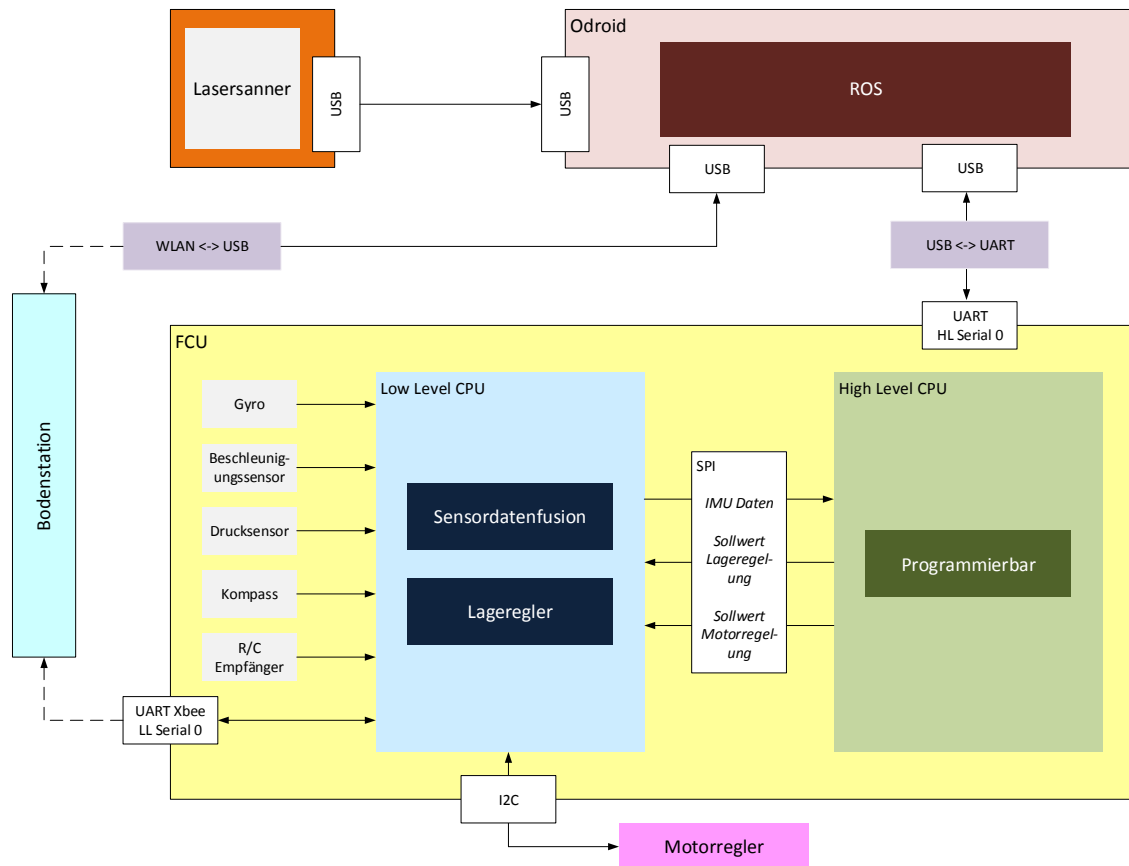 Odroid
Lasersanner
USB
USB
ROS
USB
USB
WLAN <-> USB
USB <-> UART
Bodenstation
UART
HL Serial 0
FCU
Low Level CPU
High Level CPU
Gyro
Beschleunig-
ungssensor
Drucksensor
Kompass
R/C
Empfänger
Sensordatenfusion
Lageregler
SPI
IMU Daten
Sollwert
Lageregel-
ung
Sollwert
Motorregel-
ung
Programmierbar
UART Xbee
LL Serial 0
I2C
Motorregler